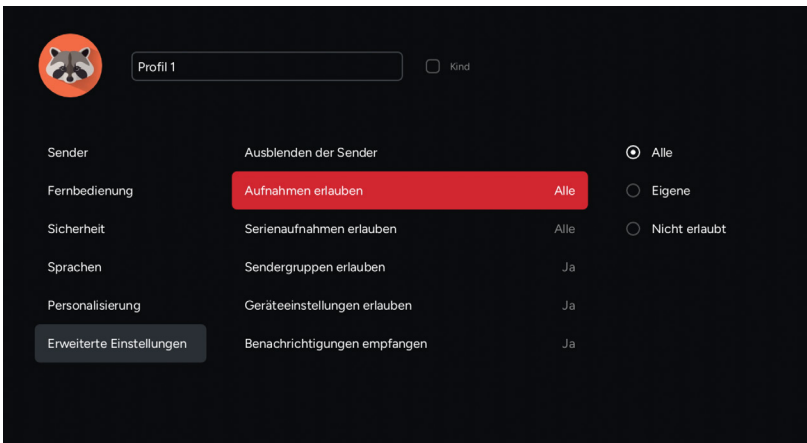 Profil 1
Kind
Sender
Ausblenden der Sender
Alle
Fernbedienung
Aufnahmen erlauben
Alle
Eigene
Sicherheit
Serienaufnahmen erlauben
Alle
Nicht erlaubt
Sprachen
Sendergruppen erlauben
Ja
Personalisierung
Geräteeinstellungen erlauben
Ja
Erweiterte Einstellungen
Benachrichtigungen empfangen
Ja